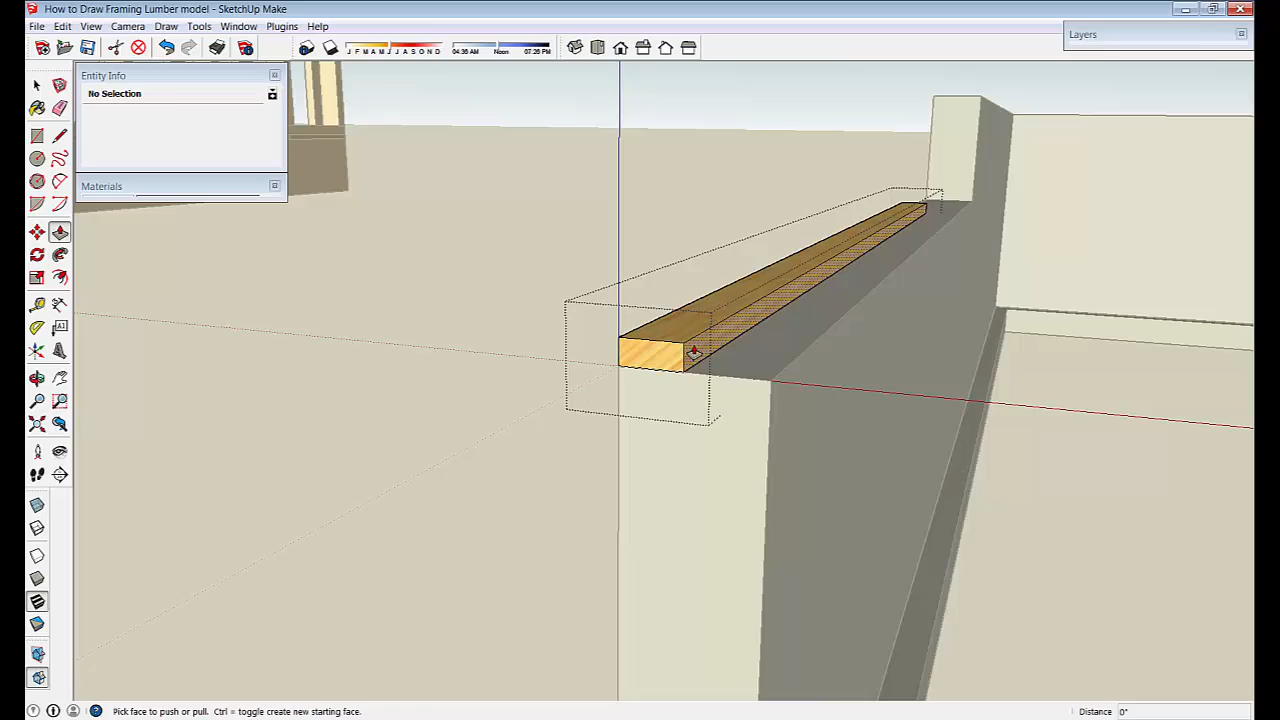 How to Draw Framing Lumber model - SketchUp Make
File Edit View Camera Draw Tools Window Plugins Help
J F M A M J J A S O N D
04:36 AM Noon 07:26 PM
Layers
Entity Info
No Selection
Materials
Pick face to push or pull. Ctrl = toggle create new starting face.
Distance 0"